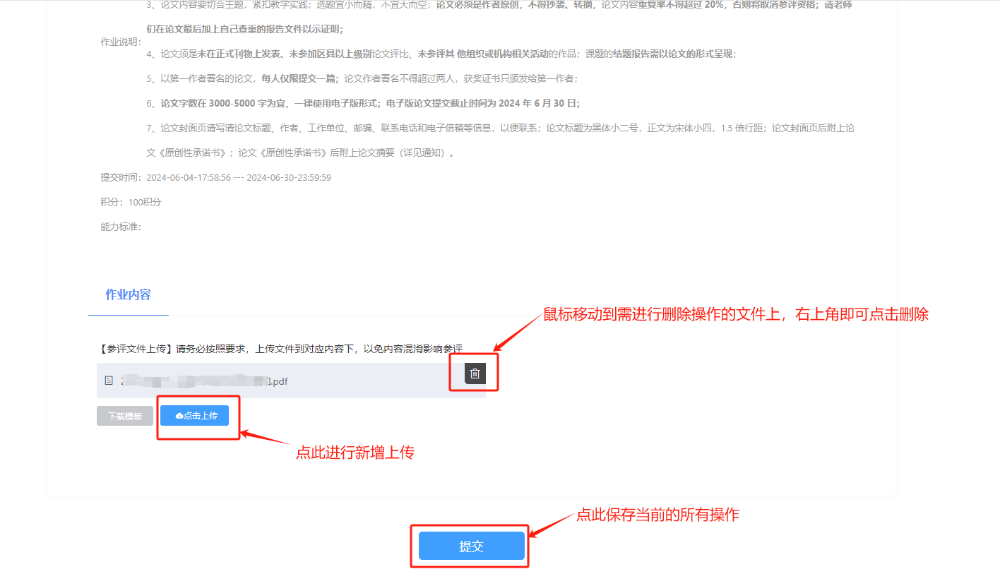 3、论文内容要切合主题，紧扣教学实践；选题宜小而精，不宜大而空；论文必须是作者原创，不得抄袭、转摘，论文内容重复率不得超过 20%，否则将取消参评资格；请老师
们在论文最后加上自己查重的报告文件以示证明；
作业说明：
4、论文须是未在正式刊物上发表、未参加区县以上级别论文评比、未参评其 他组织或机构相关活动的作品；课题的结题报告需以论文的形式呈现；
5、以第一作者署名的论文，每人仅限提交一篇；论文作者署名不得超过两人，获奖证书只颁发给第一作者；
6、论文字数在 3000-5000 字为宜，一律使用电子版形式；电子版论文提交截止时间为 2024 年 6 月 30 日；
7、论文封面页请写清论文标题、作者、工作单位、邮编、联系电话和电子信箱等信息，以便联系；论文标题为黑体小二号，正文为宋体小四，1.5 倍行距；论文封面页后附上论
文《原创性承诺书》；论文《原创性承诺书》后附上论文摘要（详见通知）。
提交时间：2024-06-04-17:58:56 --- 2024-06-30-23:59:59
积分：100积分
能力标准：
作业内容
鼠标移动到需进行删除操作的文件上，右上角即可点击删除
【参评文件上传】请务必按照要求，上传文件到对应内容下，以免内容混淆影响参评
].pdf
下载模板
点击上传
点此进行新增上传
点此保存当前的所有操作
提交